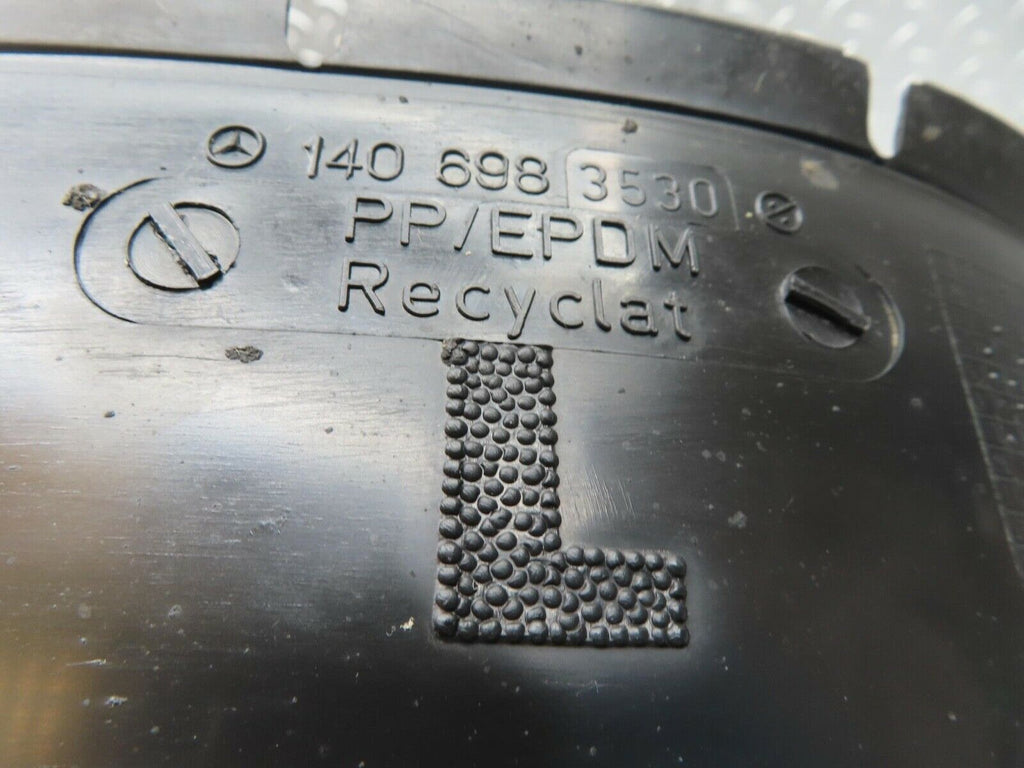 140 698 3530
PP/EPDM
Recyclat
L